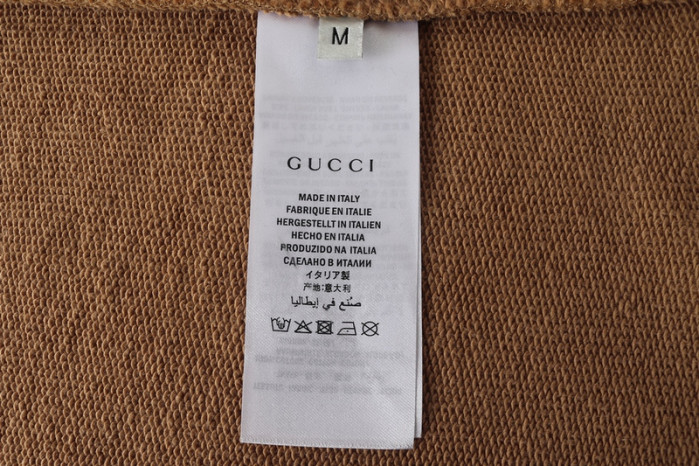 M
GUCCI
MADE IN ITALY
FABRIQUE EN ITALIE
HERGESTELLT IN ITALIEN
HECHO EN ITALIA
PRODUZIDO NA ITALIA
СДЕЛАНО В ИТАЛИИ
イタリア製
产地:意大利
صُنع في إيطاليا